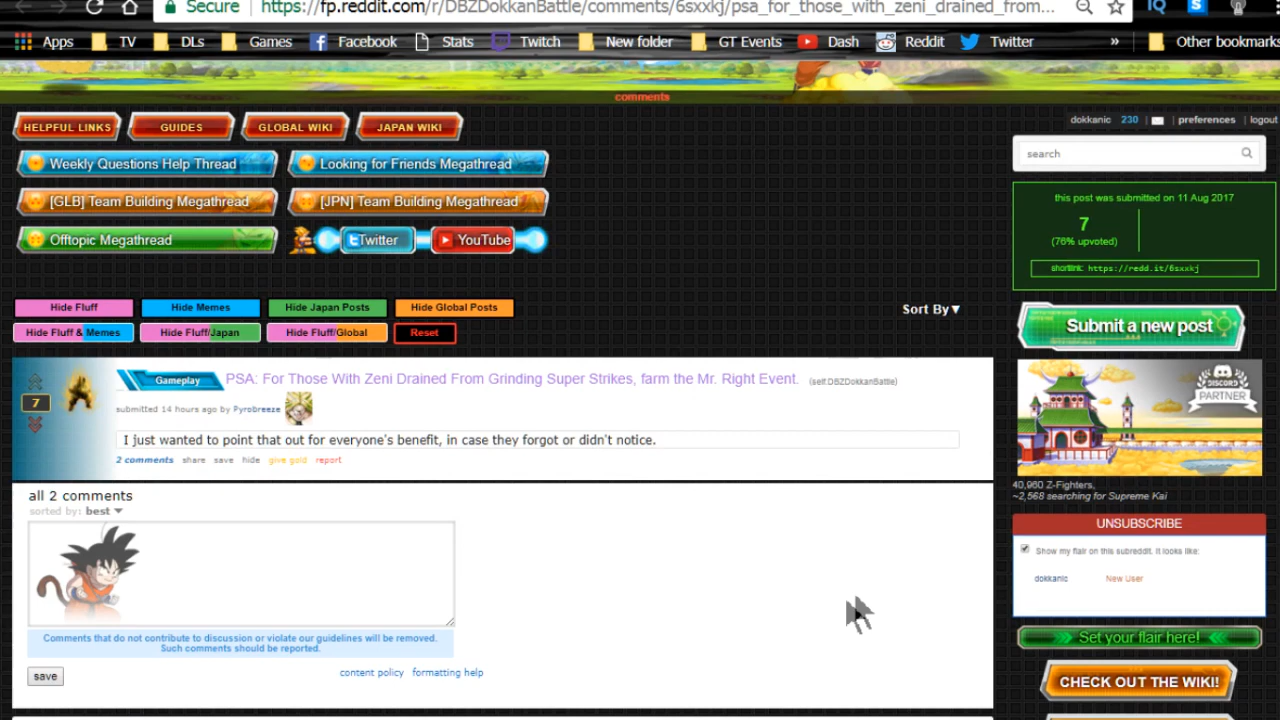 Secure https://fp.reddit.com/r/DBZDokkanBattle/comments/6sxxkj/psa_for_those_with_zeni_drained_from...
IQ S
Apps TV DLs Games Facebook Stats Twitch New folder GT Events Dash Reddit Twitter » Other bookmarks
comments
HELPFUL LINKS GUIDES GLOBAL WIKI JAPAN WIKI
dokkanic 230 | | preferences | logout
Weekly Questions Help Thread Looking for Friends Megathread
search
[GLB] Team Building Megathread [JPN] Team Building Megathread
this post was submitted on 11 Aug 2017
7
(76% upvoted)
Offtopic Megathread Twitter YouTube
shortlink: https://redd.it/6sxxkj
Hide Fluff Hide Memes Hide Japan Posts Hide Global Posts
Sort By▼
Hide Fluff & Memes Hide Fluff/Japan Hide Fluff/Global Reset
Submit a new post
DISCORD
PARTNER
Gameplay PSA: For Those With Zeni Drained From Grinding Super Strikes, farm the Mr. Right Event. (self.DBZDokkanBattle)
7
submitted 14 hours ago by Pyrobreeze
I just wanted to point that out for everyone's benefit, in case they forgot or didn't notice.
2 comments share save hide give gold report
40,960 Z-Fighters,
~2,568 searching for Supreme Kai
all 2 comments
sorted by: best ▼
UNSUBSCRIBE
Show my flair on this subreddit. It looks like:
dokkanic New User
Comments that do not contribute to discussion or violate our guidelines will be removed.
Such comments should be reported.
Set your flair here!
save content policy formatting help
CHECK OUT THE WIKI!